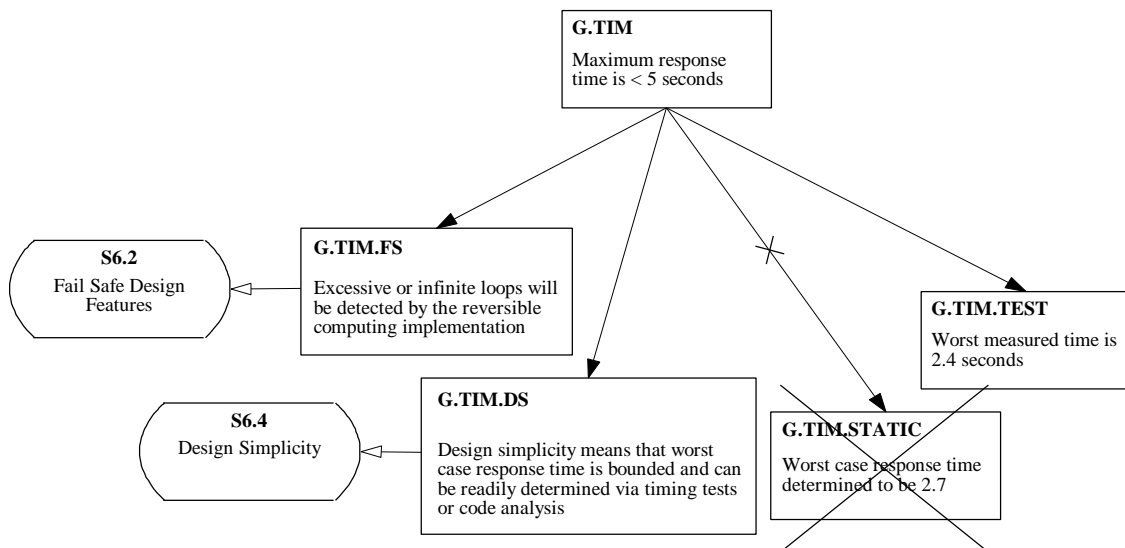 G.TIM
Maximum response
time is < 5 seconds
S6.2
Fail Safe Design
Features
G.TIM.FS
Excessive or infinite loops will
be detected by the reversible
computing implementation
G.TIM.TEST
Worst measured time is
2.4 seconds
S6.4
Design Simplicity
G.TIM.DS
Design simplicity means that worst
case response time is bounded and can
be readily determined via timing tests
or code analysis
G.TIM.STATIC
Worst case response time
determined to be 2.7